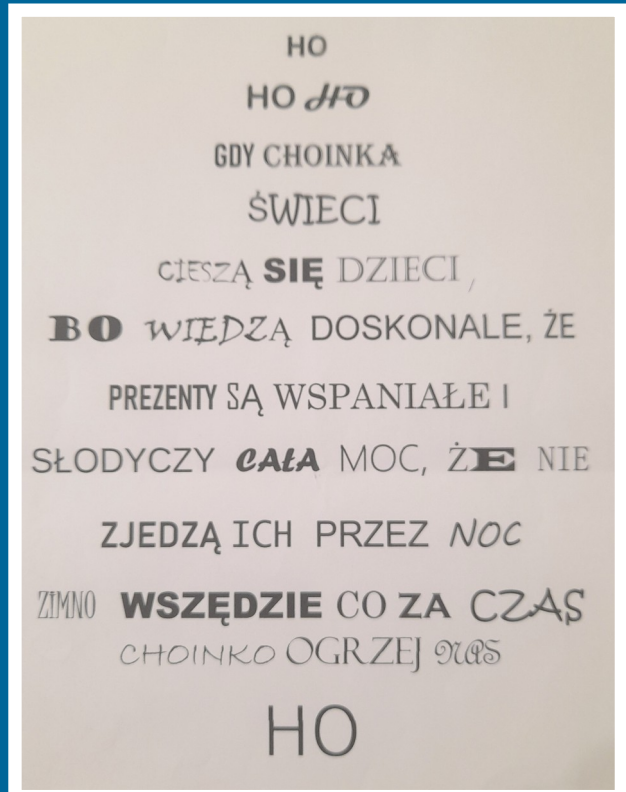 HO
HO HO
GDY CHOINKA
ŚWIECI
CIESZĄ SIĘ DZIECI,
BO WIEDZĄ DOSKONALE, ŻE
PREZENTY SĄ WSPANIAŁE I
SŁODYCZY CAŁA MOC, ŻE NIE
ZJEDZĄ ICH PRZEZ NOC
ZIMNO WSZĘDZIE CO ZA CZAS
CHOINKO OGRZEJ NAS
HO